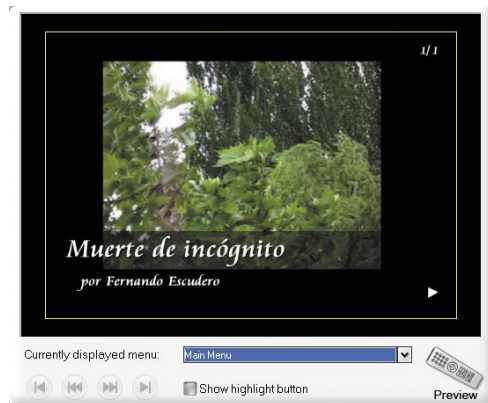 1/1
Muerte de incógnito
por Fernando Escudero
Currently displayed menu:
Main Menu
Show highlight button
Preview